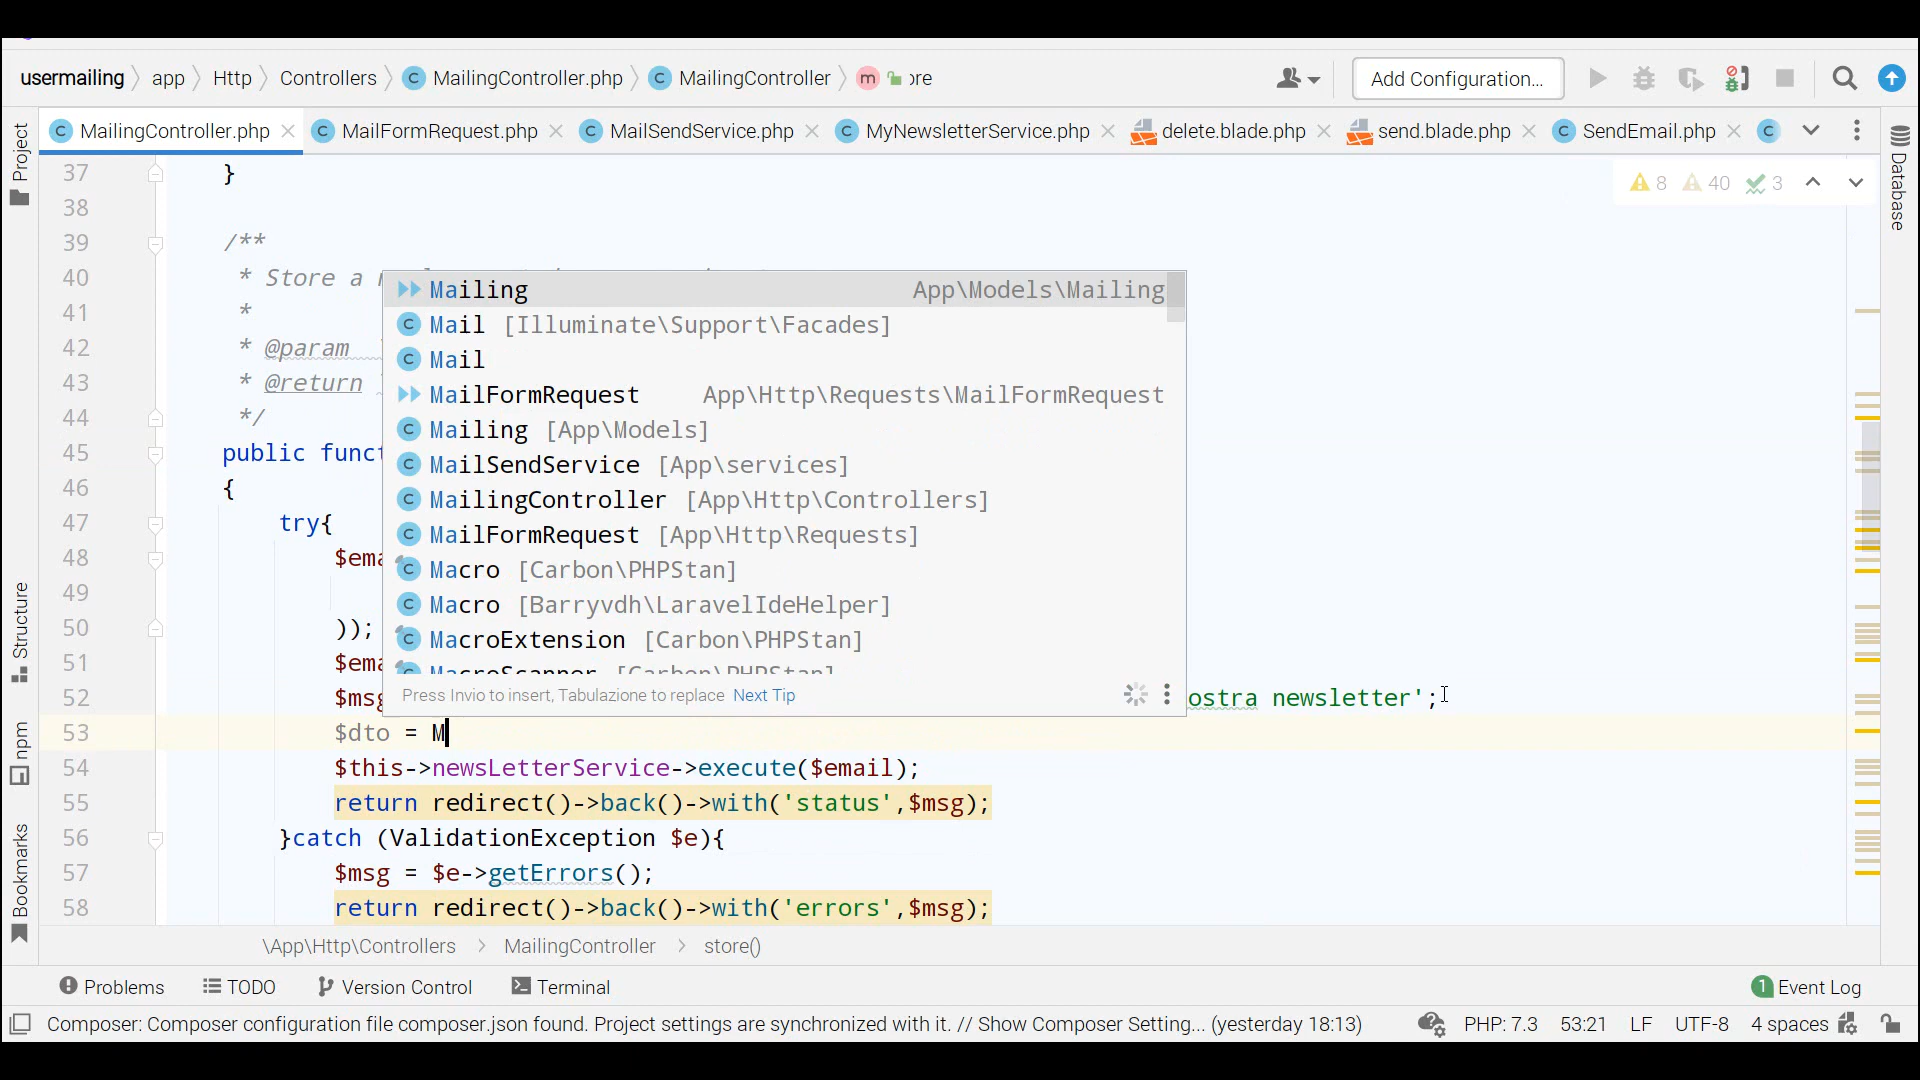 usermailing app Http Controllers MailingController.php MailingController m ore Add Configuration...
MailingController.php MailFormRequest.php MailSendService.php MyNewsletterService.php delete.blade.php send.blade.php SendEmail.php
Project
Structure
npm
Bookmarks
Database
8 40 3
37 }
38
39 /**
40 * Store a
41 *
42 * @param
43 * @return
44 */
45 public funct
46 {
47 try{
48 $ema
49
50 ));
51 $ema
52 $msg ostra newsletter';
53 $dto = M
54 $this->newsLetterService->execute($email);
55 return redirect()->back()->with('status',$msg);
56 }catch (ValidationException $e){
57 $msg = $e->getErrors();
58 return redirect()->back()->with('errors',$msg);
Mailing App\Models\Mailing
Mail [Illuminate\Support\Facades]
Mail
MailFormRequest App\Http\Requests\MailFormRequest
Mailing [App\Models]
MailSendService [App\services]
MailingController [App\Http\Controllers]
MailFormRequest [App\Http\Requests]
Macro [Carbon\PHPStan]
Macro [Barryvdh\LaravelIdeHelper]
MacroExtension [Carbon\PHPStan]
MacroScanner [Carbon\PHPStan]
Press Invio to insert, Tabulazione to replace Next Tip
\App\Http\Controllers MailingController store()
Problems TODO Version Control Terminal 1 Event Log
Composer: Composer configuration file composer.json found. Project settings are synchronized with it. // Show Composer Setting... (yesterday 18:13) PHP: 7.3 53:21 LF UTF-8 4 spaces